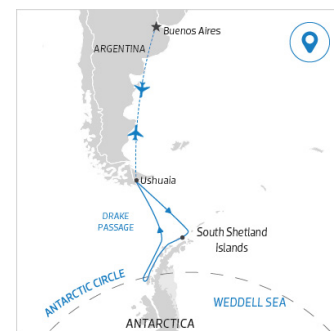 Buenos Aires
ARGENTINA
Ushuaia
DRAKE
PASSAGE
South Shetland
Islands
ANTARCTIC CIRCLE
WEDDELL SEA
ANTARCTICA